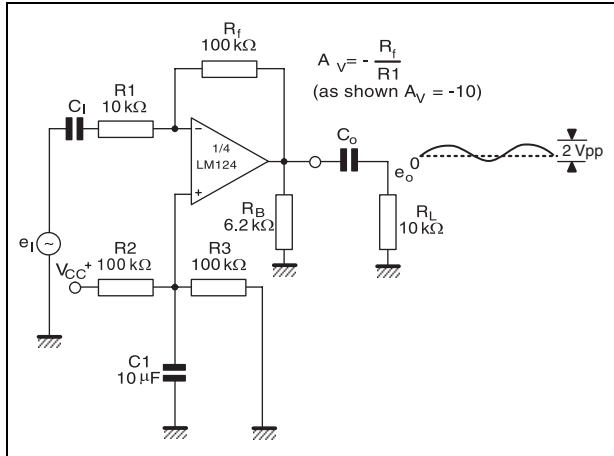 Rf
100 kΩ
A V = - Rf
R1
(as shown AV = -10)
CI
R1
10 kΩ
1/4
LM124
Co
eo
0
2 Vpp
RB
6.2 kΩ
RL
10 kΩ
eI
~
VCC+
R2
100 kΩ
R3
100 kΩ
C1
10 µF